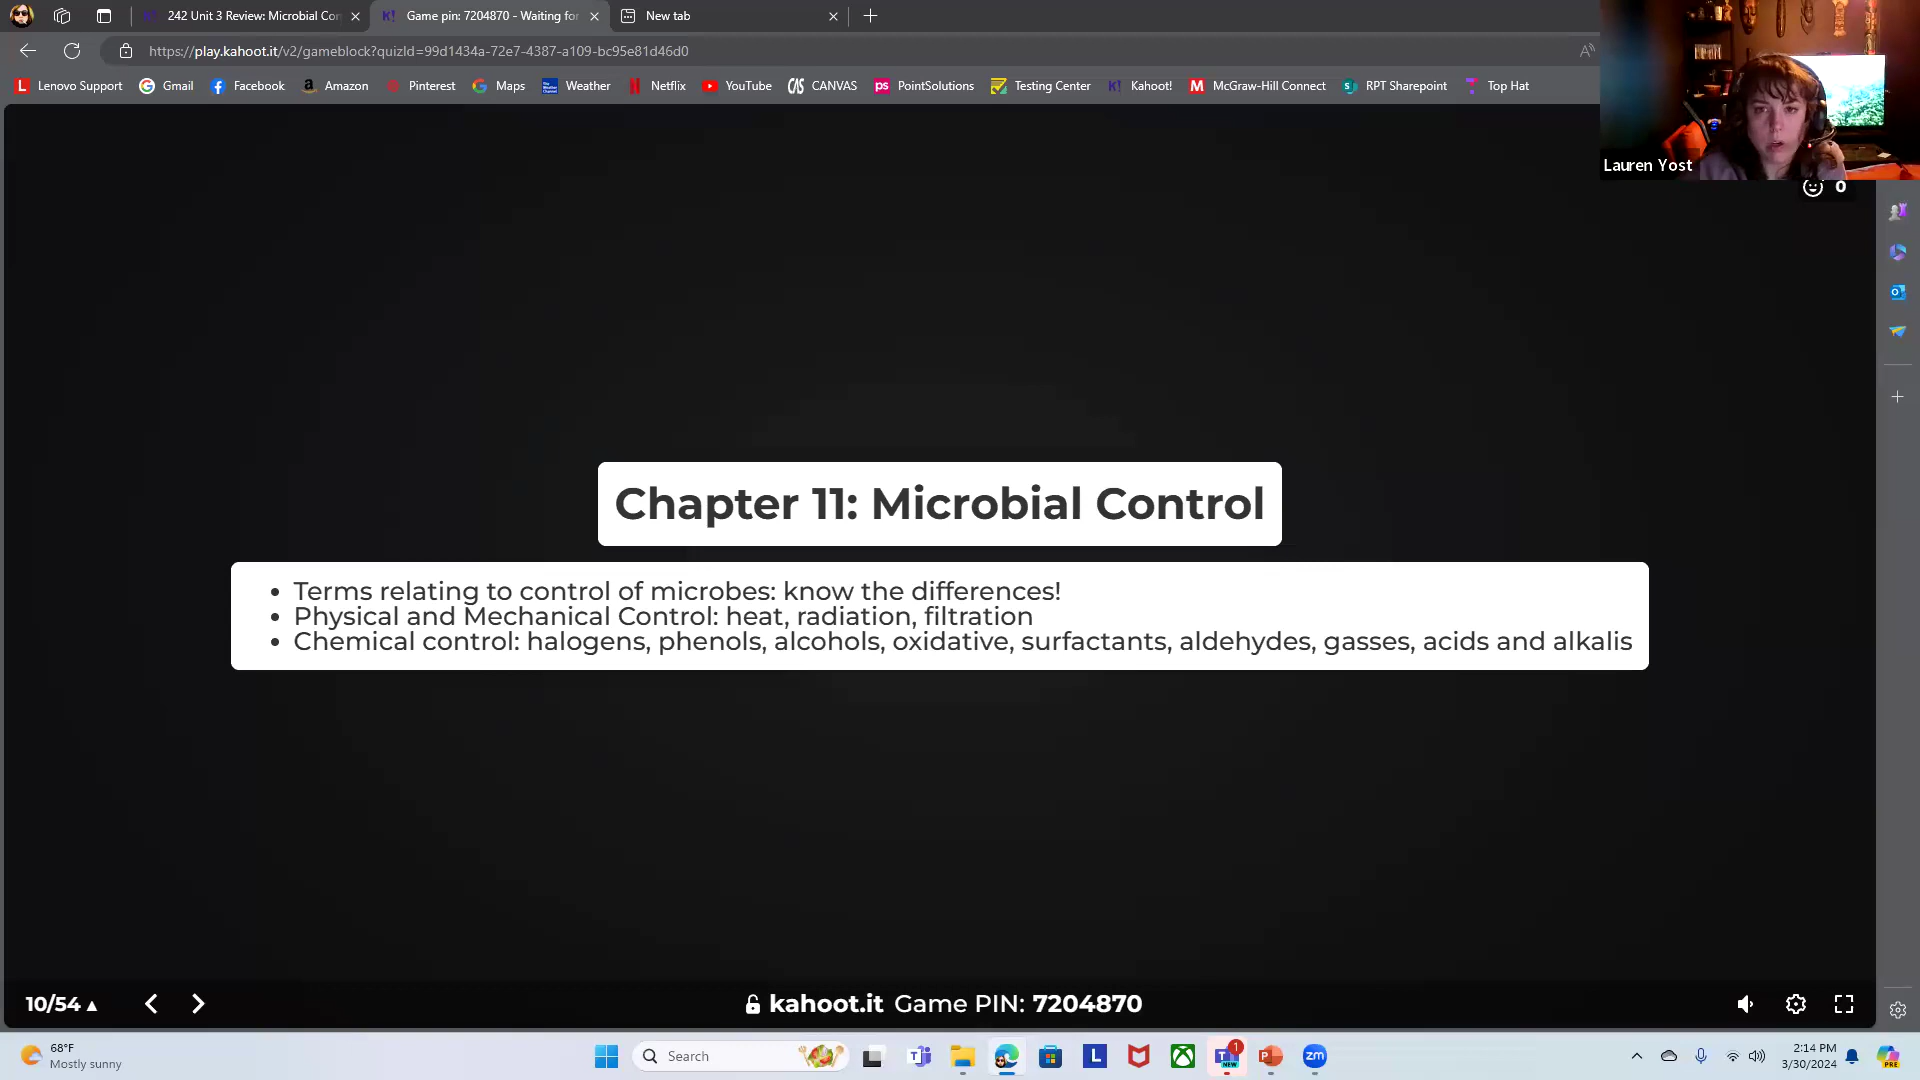 242 Unit 3 Review: Microbial Con
Game pin: 7204870 - Waiting for
New tab
https://play.kahoot.it/v2/gameblock?quizId=99d1434a-72e7-4387-a109-bc95e81d46d0
Lenovo Support
Gmail
Facebook
Amazon
Pinterest
Maps
Weather
Netflix
YouTube
CANVAS
PointSolutions
Testing Center
Kahoot!
McGraw-Hill Connect
RPT Sharepoint
Top Hat
Lauren Yost
0
Chapter 11: Microbial Control
• Terms relating to control of microbes: know the differences!
• Physical and Mechanical Control: heat, radiation, filtration
• Chemical control: halogens, phenols, alcohols, oxidative, surfactants, aldehydes, gasses, acids and alkalis
10/54
kahoot.it Game PIN: 7204870
68°F
Mostly sunny
Search
2:14 PM
3/30/2024